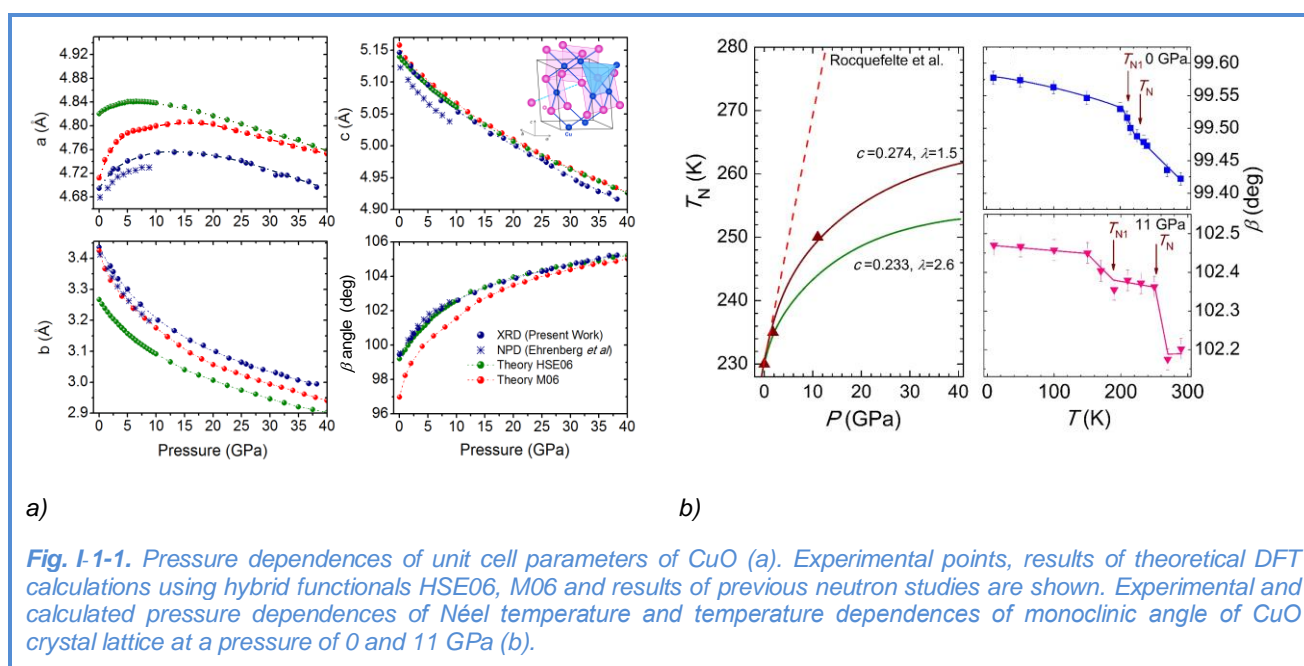 4.92
4.88
4.84
4.80
4.76
4.72
4.68
a (Å)
0 5 10 15 20 25 30 35 40
5.15
5.10
5.05
5.00
4.95
4.90
c (Å)
Cu
0 5 10 15 20 25 30 35 40
3.4
3.3
3.2
3.1
3.0
2.9
b (Å)
0 5 10 15 20 25 30 35 40
Pressure (GPa)
106
104
102
100
98
96
β angle (deg)
XRD (Present Work)
NPD (Ehrenberg et al)
Theory HSE06
Theory M06
0 5 10 15 20 25 30 35 40
Pressure (GPa)
a)
280
270
260
250
240
230
T_N (K)
Rocquefelte et al.
c=0.274, λ=1.5
c=0.233, λ=2.6
0 10 20 30 40
P (GPa)
T_N1 0 GPa
T_N
99.60
99.55
99.50
99.45
99.40
β (deg)
11 GPa
T_N1
T_N
102.5
102.4
102.3
102.2
0 100 200 300
T (K)
b)
Fig. I-1-1. Pressure dependences of unit cell parameters of CuO (a). Experimental points, results of theoretical DFT
calculations using hybrid functionals HSE06, M06 and results of previous neutron studies are shown. Experimental and
calculated pressure dependences of Néel temperature and temperature dependences of monoclinic angle of CuO
crystal lattice at a pressure of 0 and 11 GPa (b).